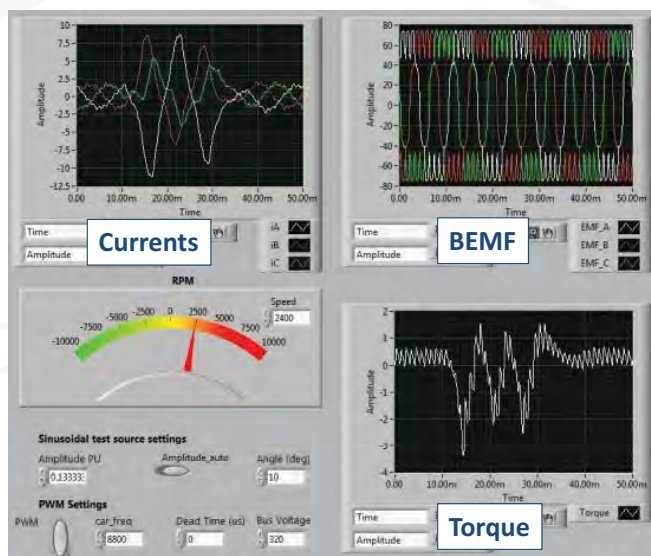 10-
7.5-
5-
2.5-
0-
-2.5-
-5-
-7.5-
-10-
-12.5-
Amplitude
0.00 10.00m 20.00m 30.00m 40.00m 50.00m
Time
Time
Amplitude
Currents
iA
iB
iC
80-
60-
40-
20-
0-
-20-
-40-
-60-
-80-
Amplitude
0.00 10.00m 20.00m 30.00m 40.00m 50.00m
Time
Time
Amplitude
BEMF
EMF_A
EMF_B
EMF_C
RPM
-10000 -7500 -5000 -2500 0 2500 5000 7500 10000
Speed
2400
Sinusoidal test source settings
Amplitude PU
0.13333
Amplitude_auto
Angle (deg)
10
PWM Settings
PWM
car_freq
8800
Dead Time (us)
0
Bus Voltage
320
2-
1-
0-
-1-
-2-
-3-
-4-
Amplitude
0.00 10.00m 20.00m 30.00m 40.00m 50.00m
Time
Time
Amplitude
Torque
Torque